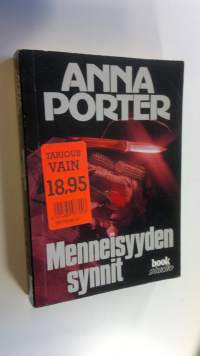 ANNA
PORTER
TARJOUS
VAIN
18,95
Menneisyyden
synnit
book
studio